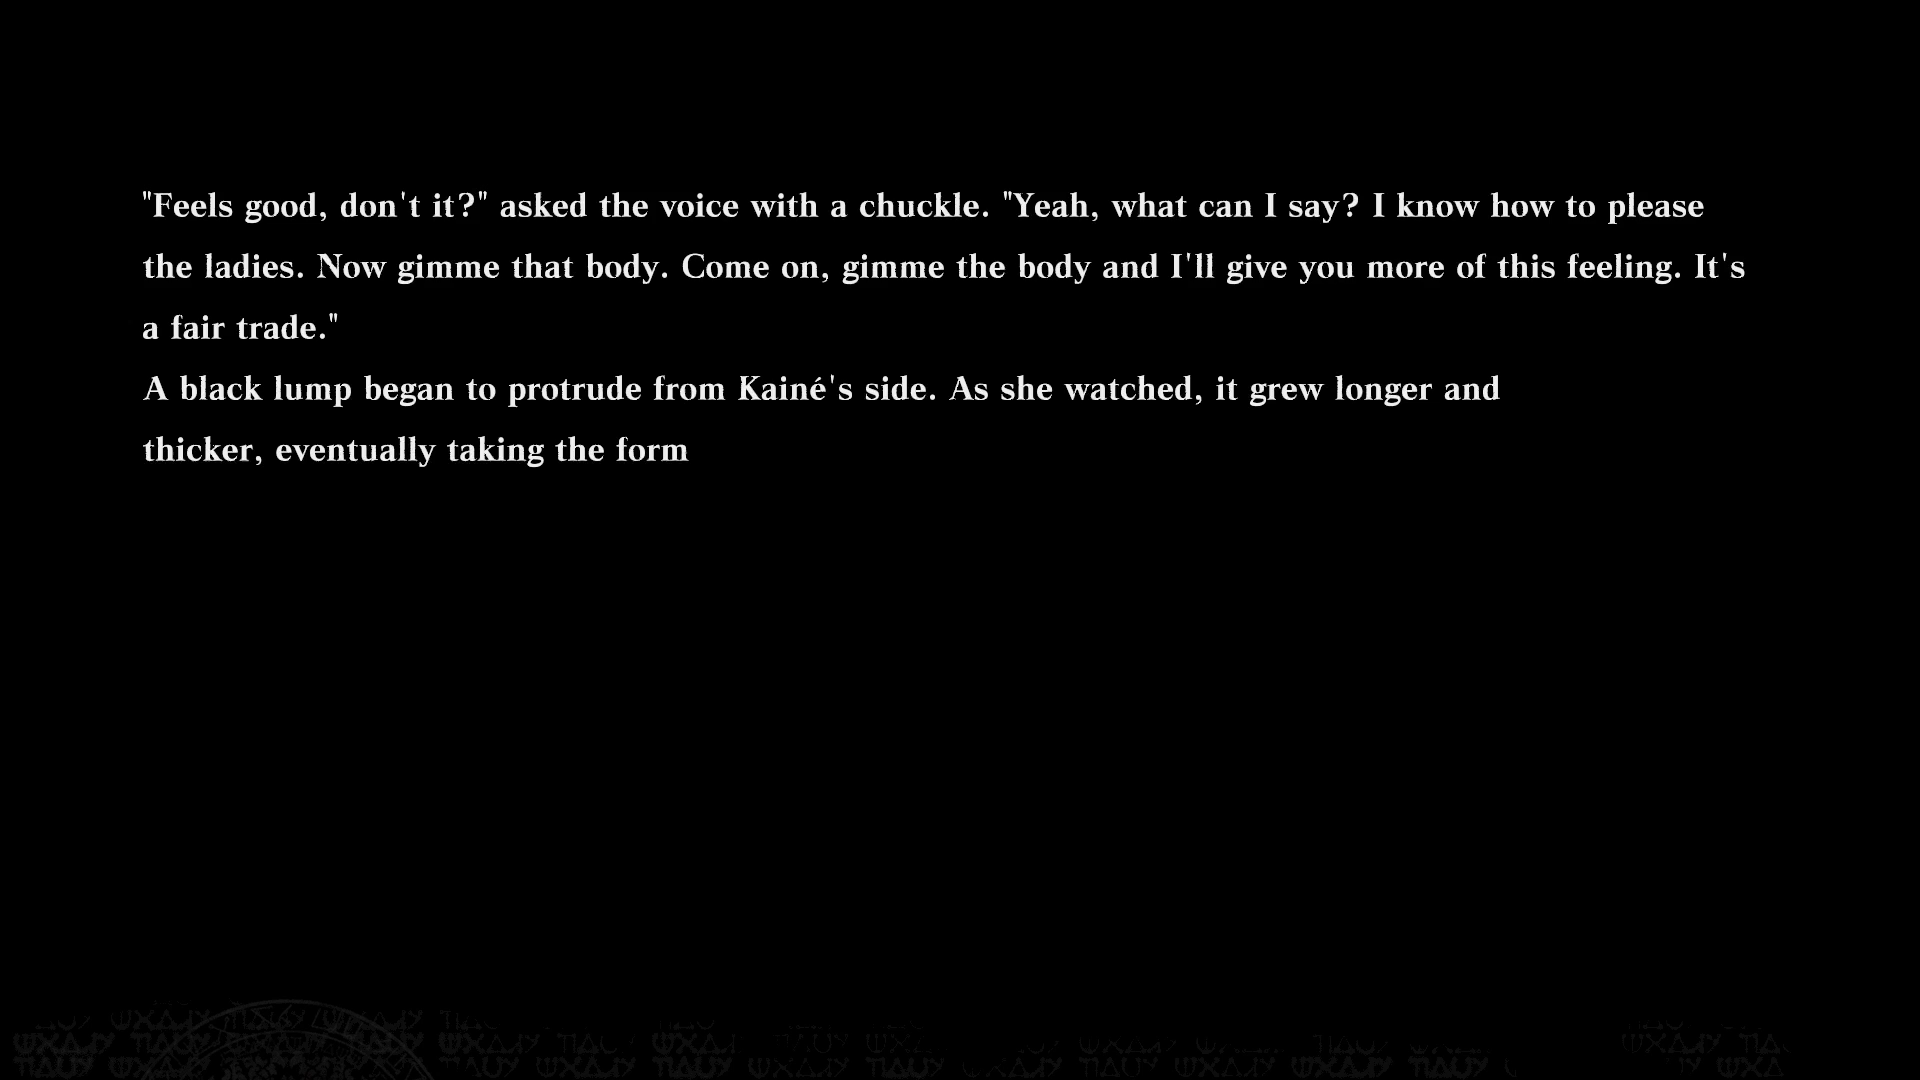 "Feels good, don't it?" asked the voice with a chuckle. "Yeah, what can I say? I know how to please
the ladies. Now gimme that body. Come on, gimme the body and I'll give you more of this feeling. It's
a fair trade."
A black lump began to protrude from Kainé's side. As she watched, it grew longer and
thicker, eventually taking the form